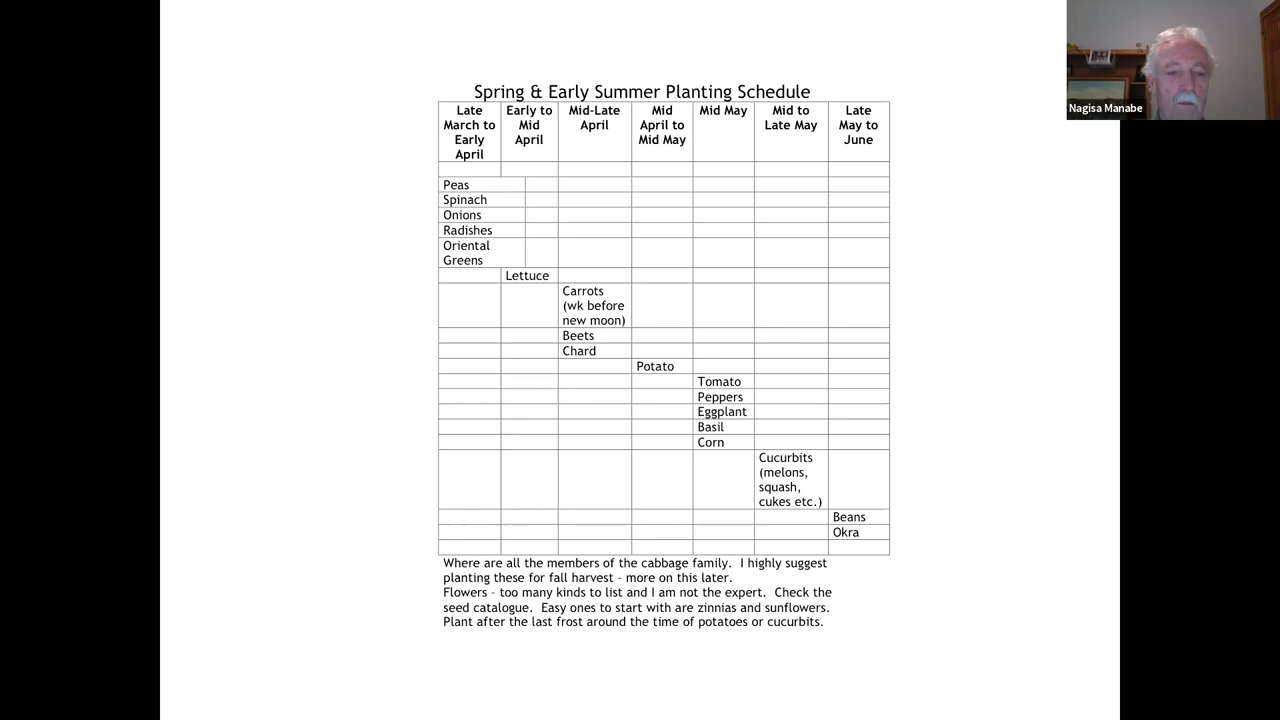 Spring & Early Summer Planting Schedule
Late March to Early April
Early to Mid April
Mid-Late April
Mid April to Mid May
Mid May
Mid to Late May
Late May to June
Peas
Spinach
Onions
Radishes
Oriental
Greens
Lettuce
Carrots
(wk before
new moon)
Beets
Chard
Potato
Tomato
Peppers
Eggplant
Basil
Corn
Cucurbits
(melons,
squash,
cukes etc.)
Beans
Okra
Where are all the members of the cabbage family.  I highly suggest
planting these for fall harvest – more on this later.
Flowers – too many kinds to list and I am not the expert.  Check the
seed catalogue.  Easy ones to start with are zinnias and sunflowers.
Plant after the last frost around the time of potatoes or cucurbits.
Nagisa Manabe